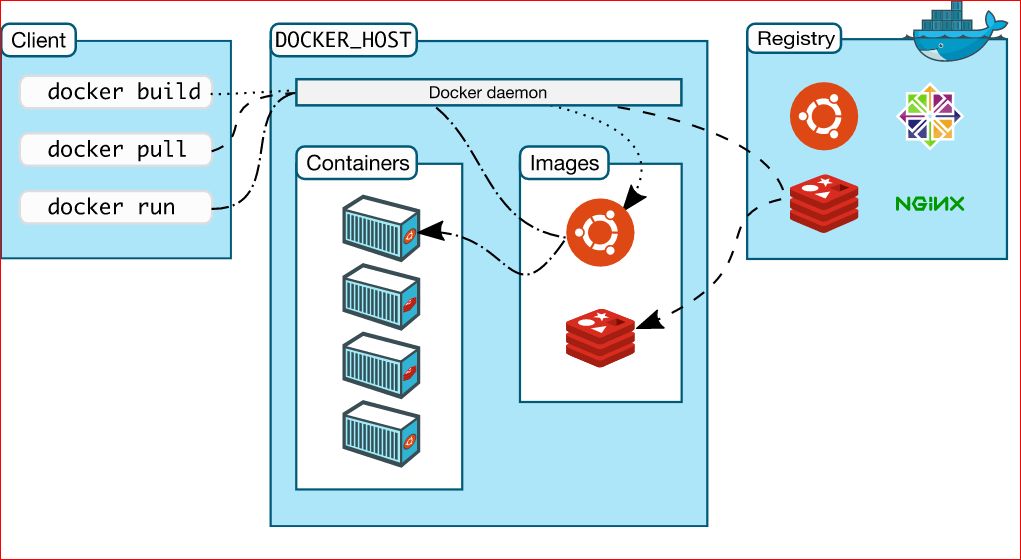 Client
docker build
docker pull
docker run
DOCKER_HOST
Docker daemon
Containers
Images
Registry
NGiNX